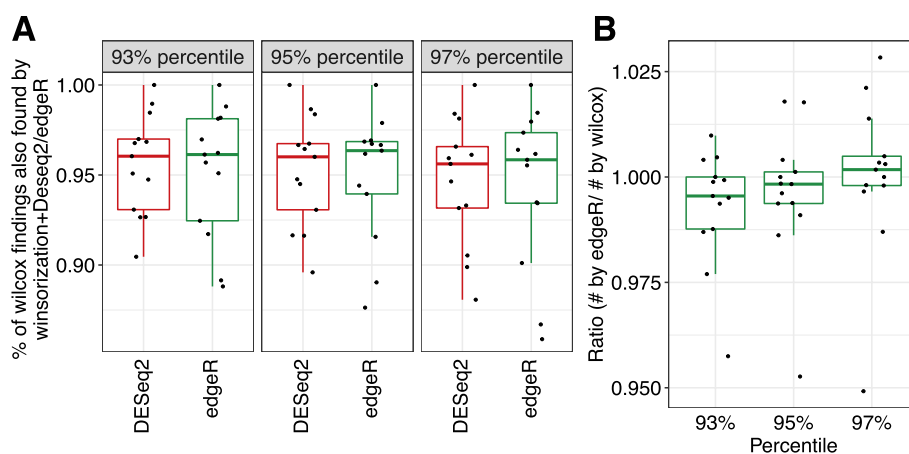 A
93% percentile
95% percentile
97% percentile
% of wilcox findings also found by
winsorization+Deseq2/edgeR
1.00
0.95
0.90
DESeq2
edgeR
DESeq2
edgeR
DESeq2
edgeR
B
Ratio (# by edgeR/ # by wilcox)
1.025
1.000
0.975
0.950
93%
95%
97%
Percentile